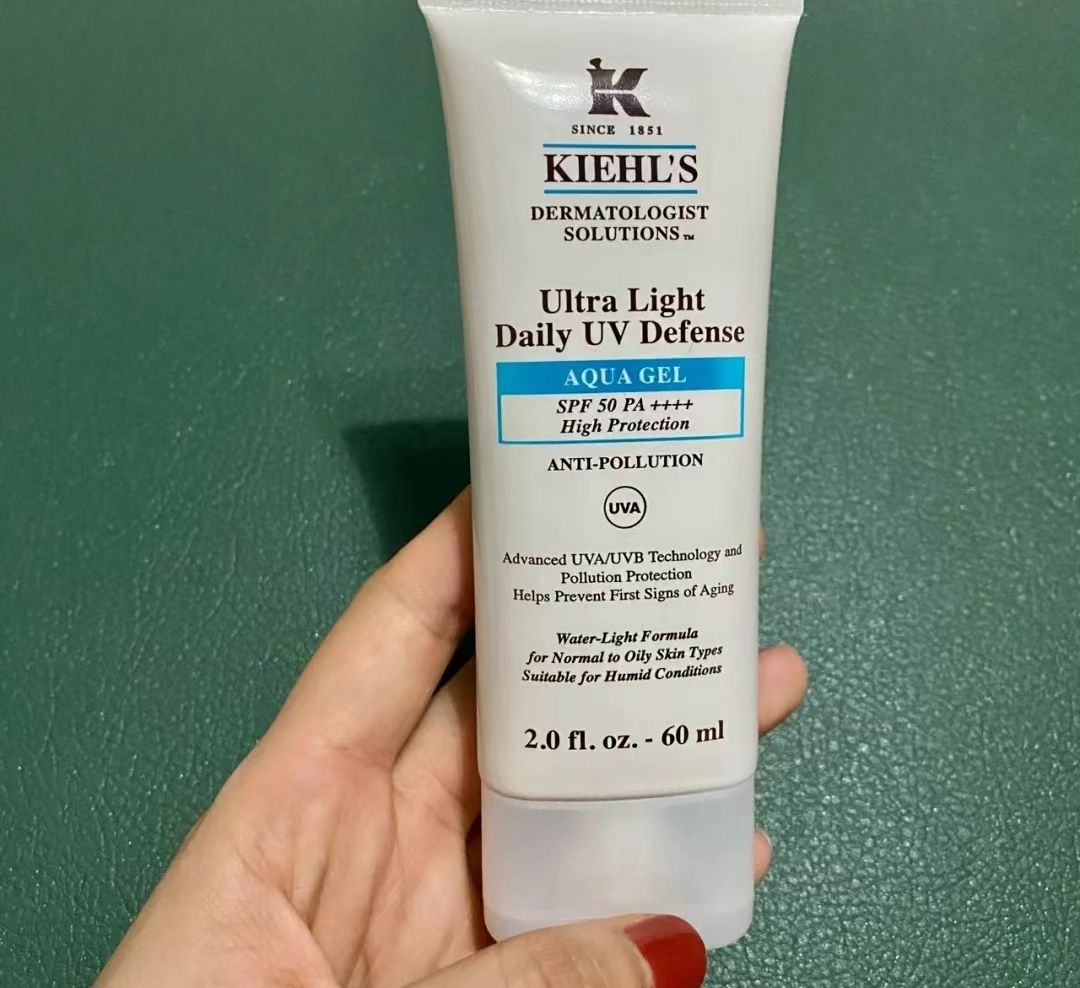 K
SINCE 1851
KIEHL'S
DERMATOLOGIST
SOLUTIONS™
Ultra Light
Daily UV Defense
AQUA GEL
SPF 50 PA ++++
High Protection
ANTI-POLLUTION
UVA
Advanced UVA/UVB Technology and
Pollution Protection
Helps Prevent First Signs of Aging
Water-Light Formula
for Normal to Oily Skin Types
Suitable for Humid Conditions
2.0 fl. oz. - 60 ml